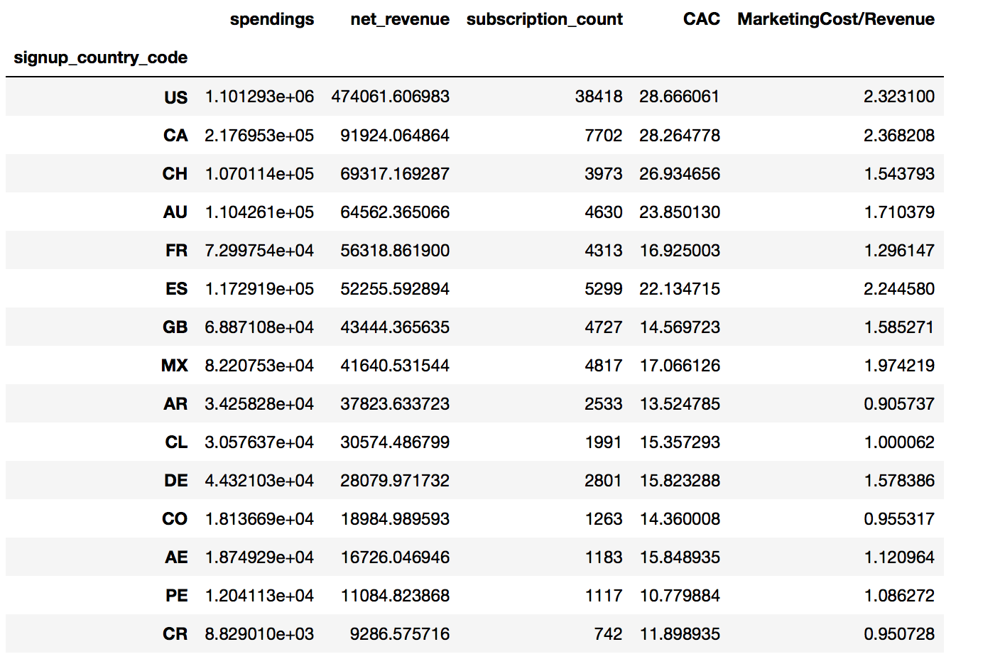 spendings net_revenue subscription_count CAC MarketingCost/Revenue
signup_country_code
US 1.101293e+06 474061.606983 38418 28.666061 2.323100
CA 2.176953e+05 91924.064864 7702 28.264778 2.368208
CH 1.070114e+05 69317.169287 3973 26.934656 1.543793
AU 1.104261e+05 64562.365066 4630 23.850130 1.710379
FR 7.299754e+04 56318.861900 4313 16.925003 1.296147
ES 1.172919e+05 52255.592894 5299 22.134715 2.244580
GB 6.887108e+04 43444.365635 4727 14.569723 1.585271
MX 8.220753e+04 41640.531544 4817 17.066126 1.974219
AR 3.425828e+04 37823.633723 2533 13.524785 0.905737
CL 3.057637e+04 30574.486799 1991 15.357293 1.000062
DE 4.432103e+04 28079.971732 2801 15.823288 1.578386
CO 1.813669e+04 18984.989593 1263 14.360008 0.955317
AE 1.874929e+04 16726.046946 1183 15.848935 1.120964
PE 1.204113e+04 11084.823868 1117 10.779884 1.086272
CR 8.829010e+03 9286.575716 742 11.898935 0.950728